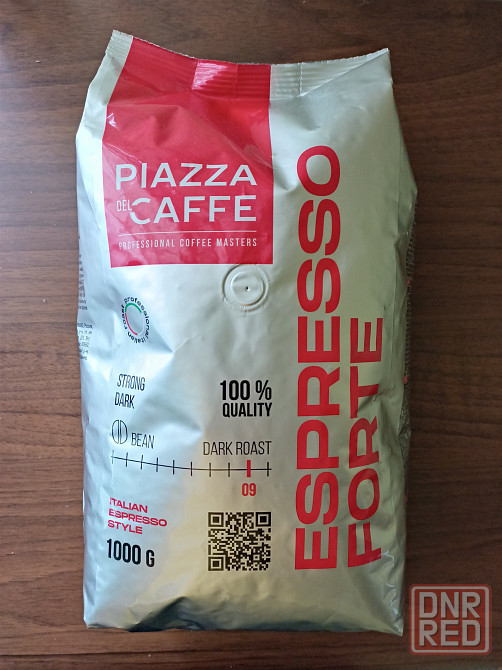 PIAZZA
DEL CAFFE
PROFESSIONAL COFFEE MASTERS
ESPRESSO
FORTE
STRONG
DARK
100 %
QUALITY
BEAN
DARK ROAST
09
ITALIAN
ESPRESSO
STYLE
1000 G
DNR
RED